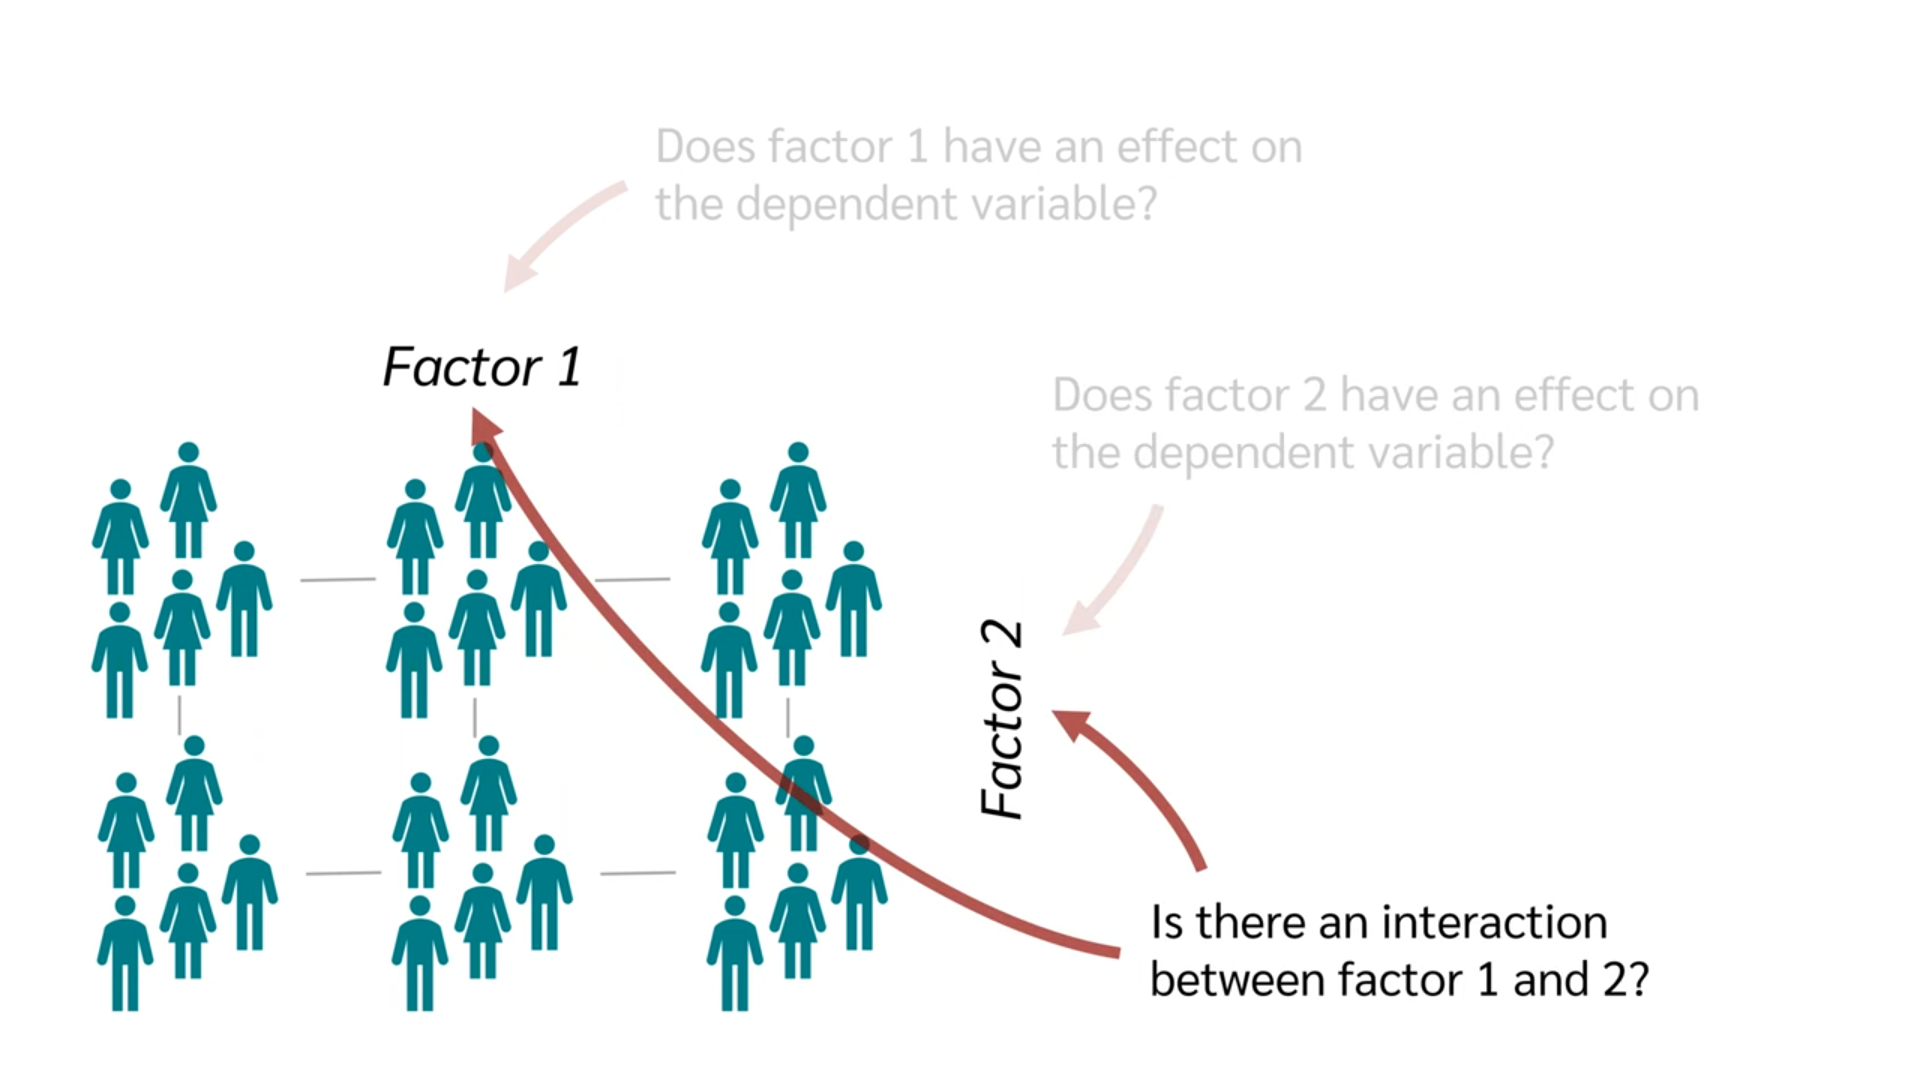 Does factor 1 have an effect on
the dependent variable?
Factor 1
Does factor 2 have an effect on
the dependent variable?
Factor 2
Is there an interaction
between factor 1 and 2?